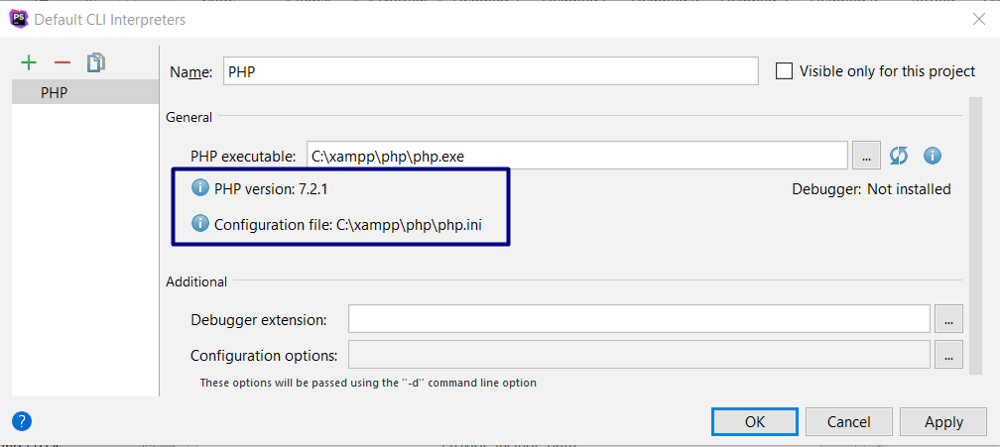 PS
Default CLI Interpreters
PHP
Name: PHP
Visible only for this project
General
PHP executable: C:\xampp\php\php.exe ...
PHP version: 7.2.1
Debugger: Not installed
Configuration file: C:\xampp\php\php.ini
Additional
Debugger extension: ...
Configuration options: ...
These options will be passed using the "-d" command line option
? OK Cancel Apply